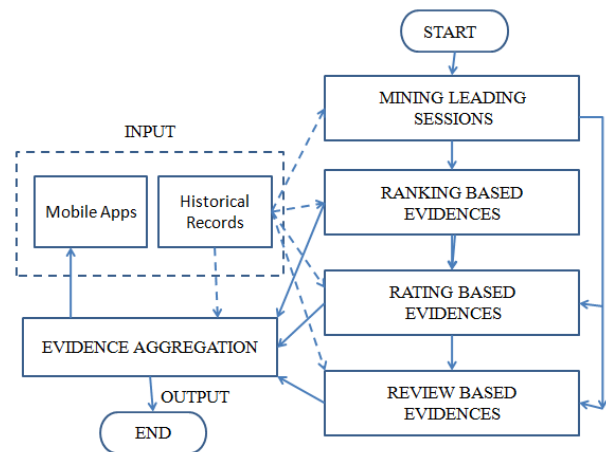 START
MINING LEADING
SESSIONS
INPUT
Mobile Apps
Historical
Records
RANKING BASED
EVIDENCES
RATING BASED
EVIDENCES
EVIDENCE AGGREGATION
REVIEW BASED
EVIDENCES
OUTPUT
END